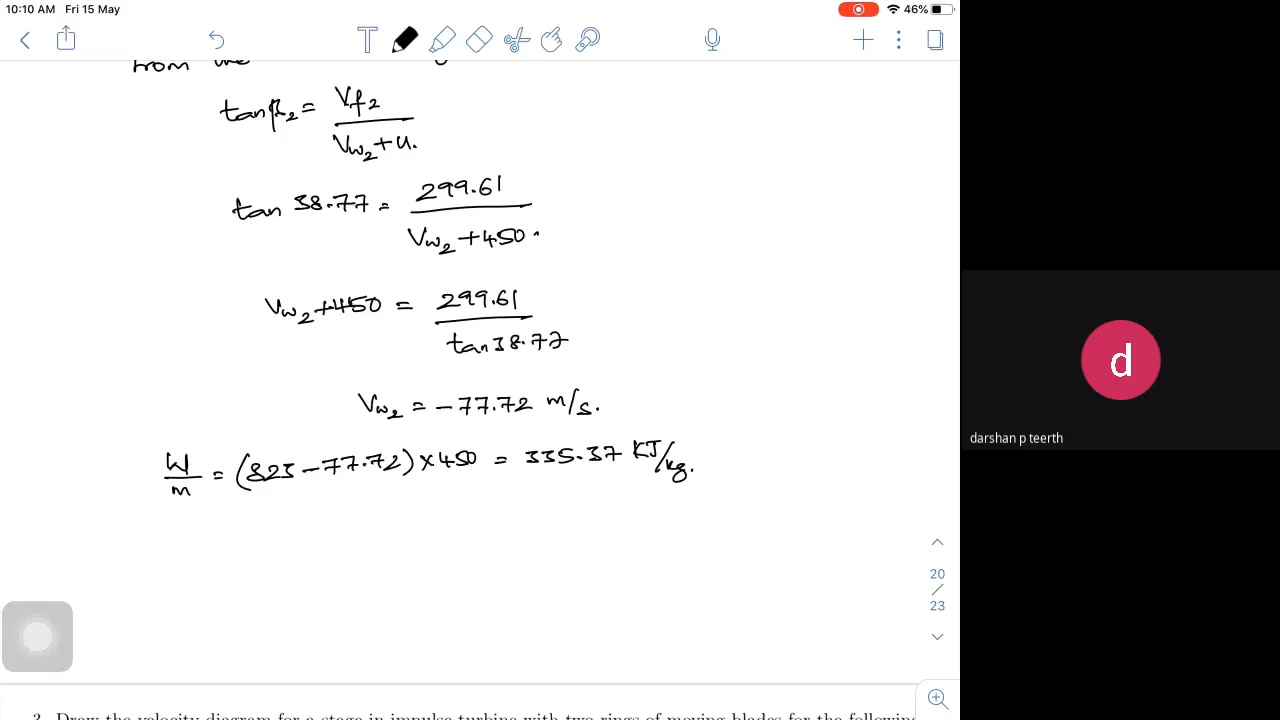 10:10 AM Fri 15 May
46%
From the
tanβ₂ = Vf₂ / (Vw₂ + u.)
tan 38.77 = 299.61 / (Vw₂ + 450.)
Vw₂ + 450 = 299.61 / tan 38.77
Vw₂ = -77.72 m/s.
W/m = (823 - 77.72) × 450 = 335.37 KJ/kg.
20
/
23
d
darshan p teerth
3. Draw the velocity diagram for a stage in impulse turbine with two rings of moving blades for the following